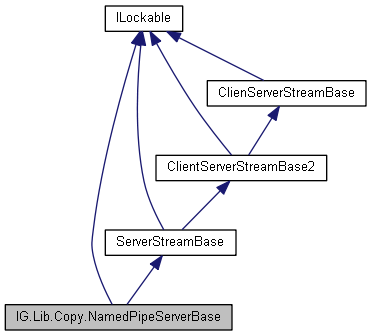 ILockable
ClienServerStreamBase
ClientServerStreamBase2
ServerStreamBase
IG.Lib.Copy.NamedPipeServerBase